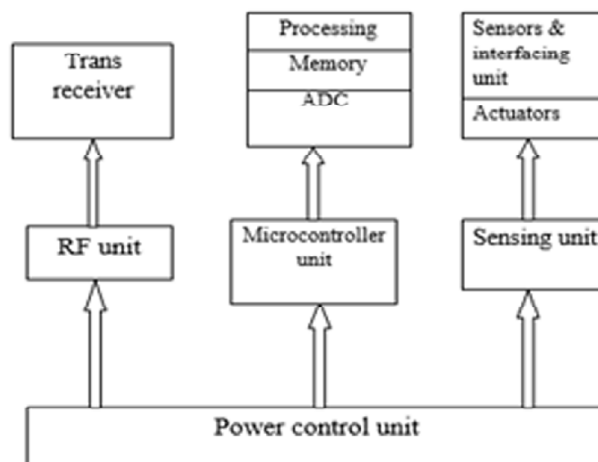 Trans
receiver
Processing
Memory
ADC
Sensors &
interfacing
unit
Actuators
RF unit
Microcontroller
unit
Sensing unit
Power control unit